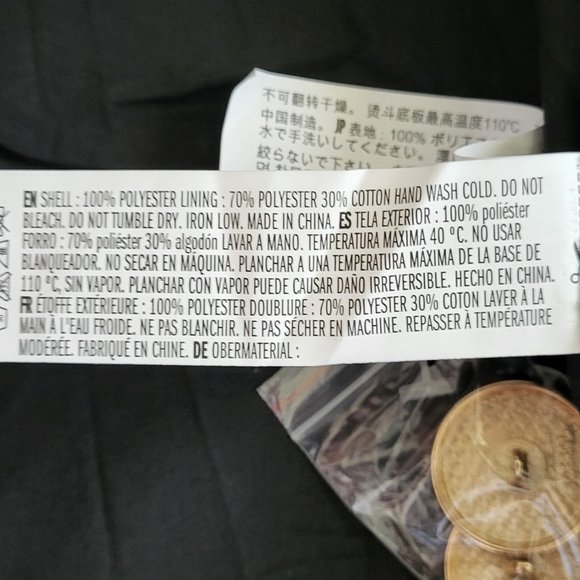 不可翻转干燥。 熨斗底板最高温度110℃
中国制造。 JP 表地 : 100% ポリ
水で手洗いしてください。
絞らないで下さい。
EN SHELL : 100% POLYESTER LINING : 70% POLYESTER 30% COTTON HAND WASH COLD. DO NOT
BLEACH. DO NOT TUMBLE DRY. IRON LOW. MADE IN CHINA. ES TELA EXTERIOR : 100% poliéster
FORRO : 70% poliéster 30% algodón LAVAR A MANO. TEMPERATURA MÁXIMA 40 ºC. NO USAR
BLANQUEADOR. NO SECAR EN MÁQUINA. PLANCHAR A UNA TEMPERATURA MÁXIMA DE LA BASE DE
110 ºC, SIN VAPOR. PLANCHAR CON VAPOR PUEDE CAUSAR DAÑO IRREVERSIBLE. HECHO EN CHINA.
FR ÉTOFFE EXTÉRIEURE : 100% POLYESTER DOUBLURE : 70% POLYESTER 30% COTON LAVER À LA
MAIN À L'EAU FROIDE. NE PAS BLANCHIR. NE PAS SÉCHER EN MACHINE. REPASSER À TEMPÉRATURE
MODÉRÉE. FABRIQUÉ EN CHINE. DE OBERMATERIAL :